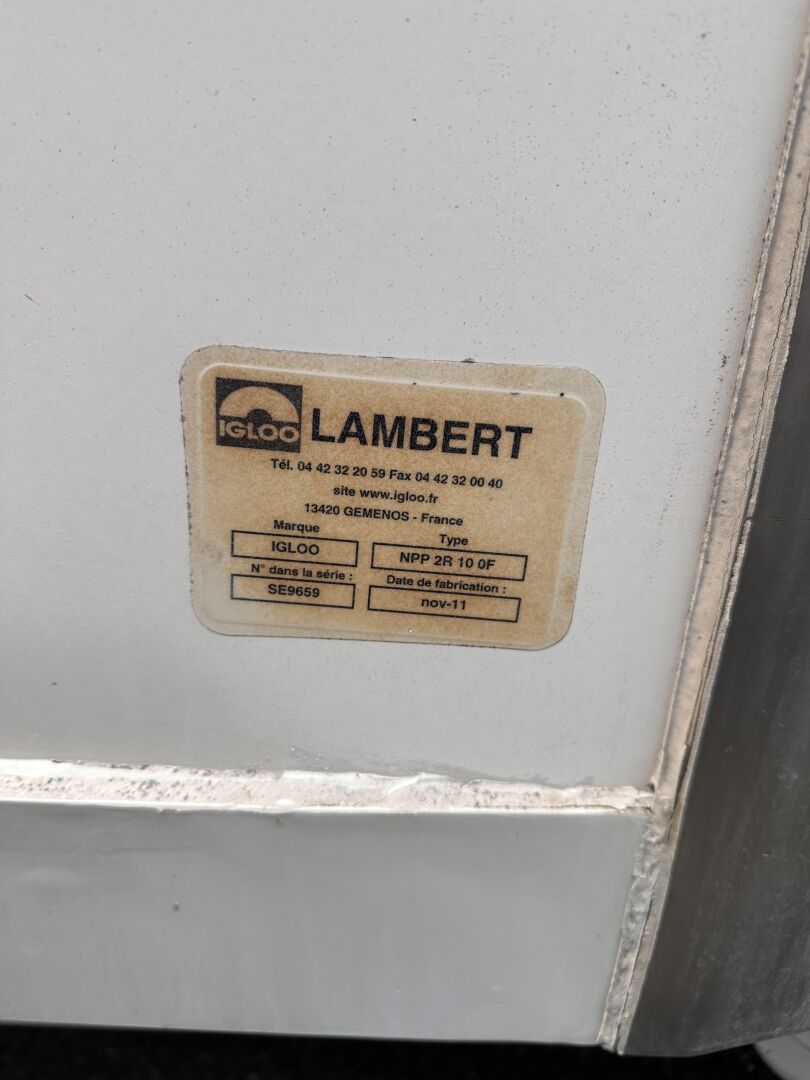 IGLOO LAMBERT
Tél. 04 42 32 20 59 Fax 04 42 32 00 40
site www.igloo.fr
13420 GEMENOS - France
Marque Type
IGLOO NPP 2R 10 0F
N° dans la série : Date de fabrication :
SE9659 nov-11